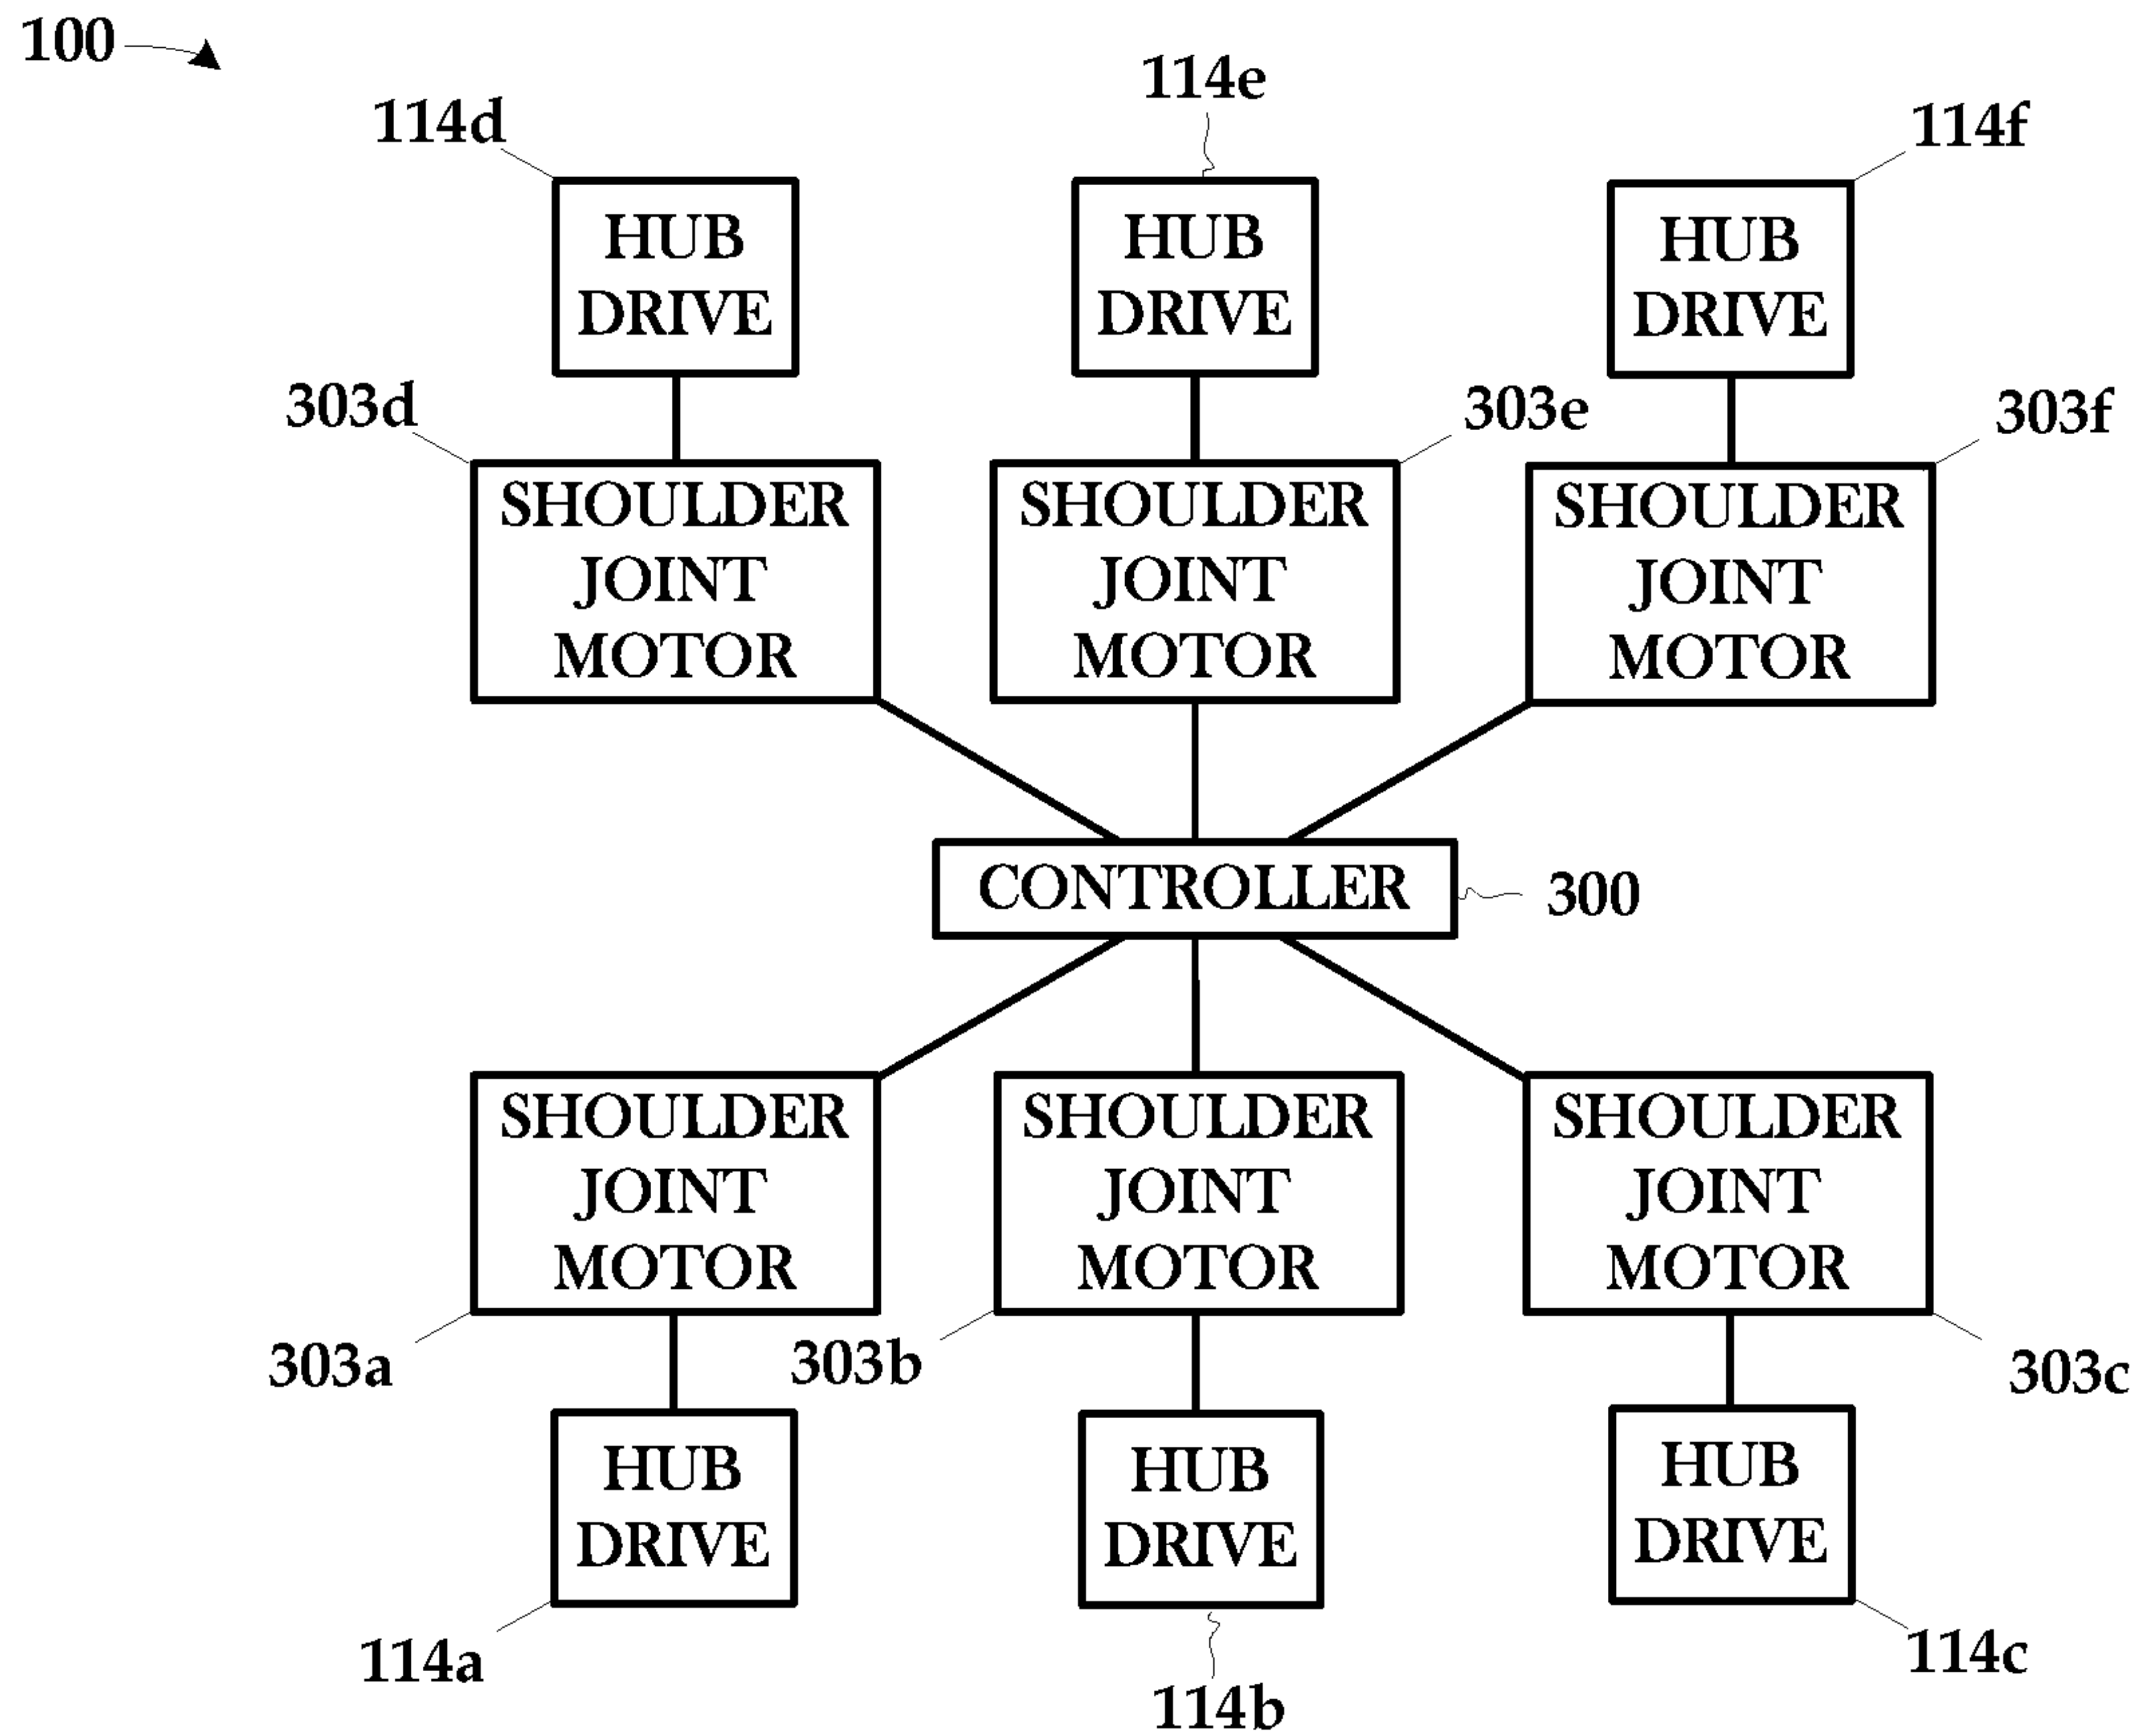 100
114d
114e
114f
HUB
DRIVE
HUB
DRIVE
HUB
DRIVE
303d
303e
303f
SHOULDER
JOINT
MOTOR
SHOULDER
JOINT
MOTOR
SHOULDER
JOINT
MOTOR
CONTROLLER
300
SHOULDER
JOINT
MOTOR
SHOULDER
JOINT
MOTOR
SHOULDER
JOINT
MOTOR
303a
303b
303c
HUB
DRIVE
HUB
DRIVE
HUB
DRIVE
114a
114b
114c